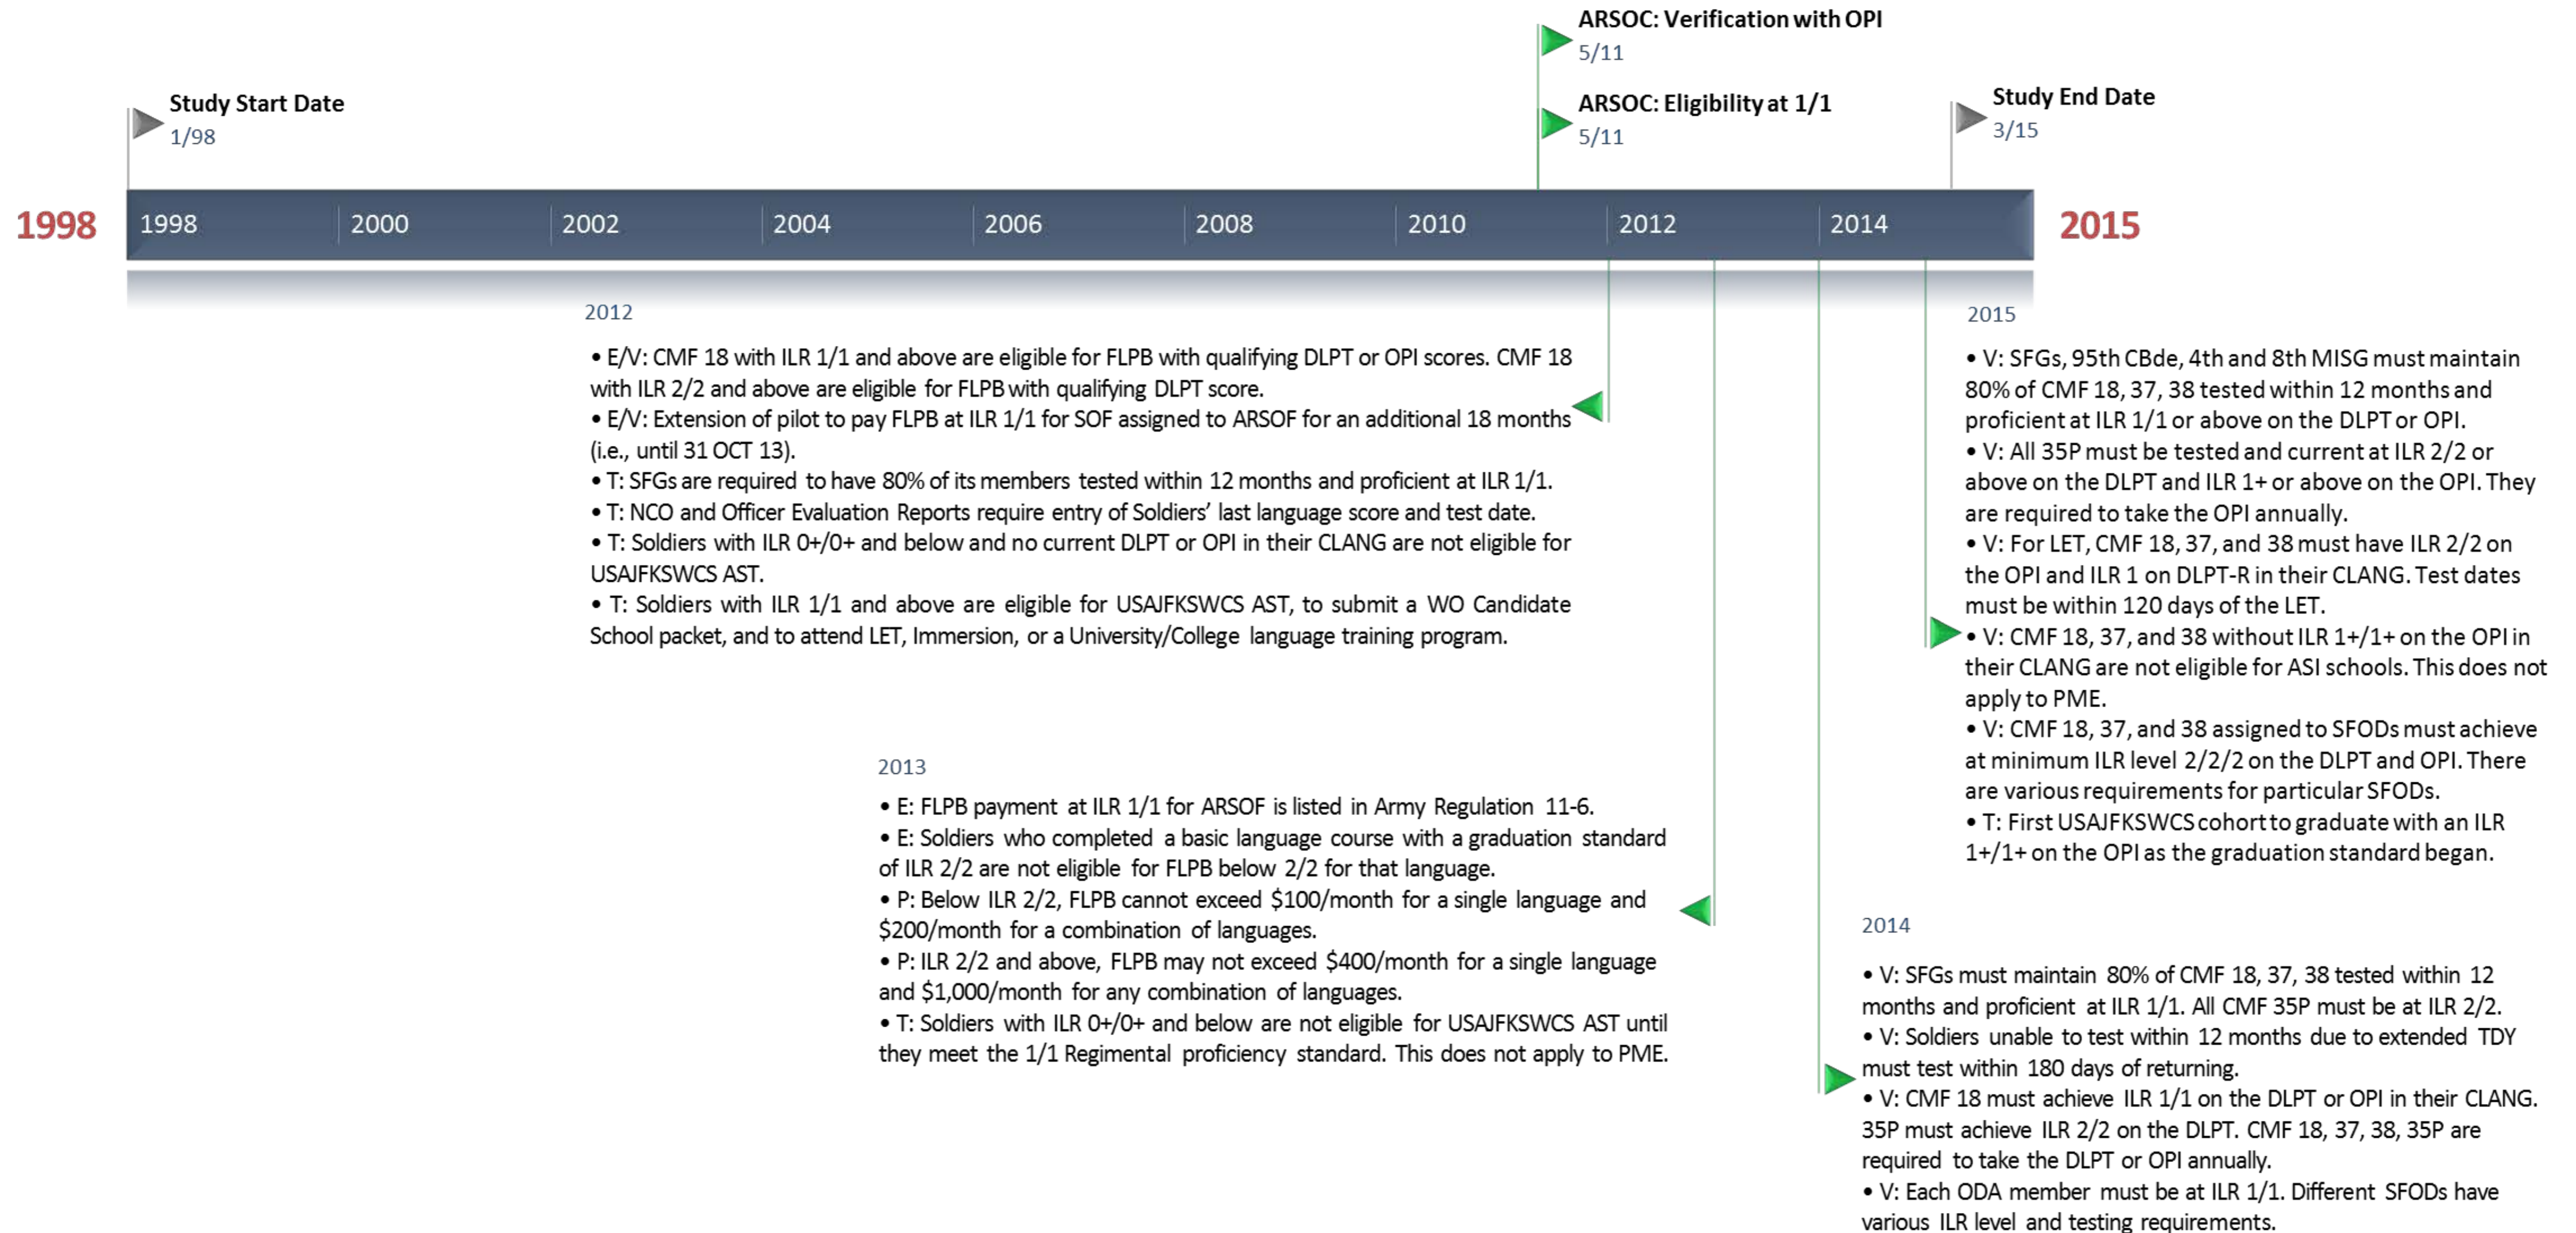 ARSOC: Verification with OPI
5/11
Study Start Date
1/98
ARSOC: Eligibility at 1/1
5/11
Study End Date
3/15
1998
1998
2000
2002
2004
2006
2008
2010
2012
2014
2015
2012
• E/V: CMF 18 with ILR 1/1 and above are eligible for FLPB with qualifying DLPT or OPI scores. CMF 18
with ILR 2/2 and above are eligible for FLPB with qualifying DLPT score.
• E/V: Extension of pilot to pay FLPB at ILR 1/1 for SOF assigned to ARSOF for an additional 18 months
(i.e., until 31 OCT 13).
• T: SFGs are required to have 80% of its members tested within 12 months and proficient at ILR 1/1.
• T: NCO and Officer Evaluation Reports require entry of Soldiers’ last language score and test date.
• T: Soldiers with ILR 0+/0+ and below and no current DLPT or OPI in their CLANG are not eligible for
USAJFKSWCS AST.
• T: Soldiers with ILR 1/1 and above are eligible for USAJFKSWCS AST, to submit a WO Candidate
School packet, and to attend LET, Immersion, or a University/College language training program.
2013
• E: FLPB payment at ILR 1/1 for ARSOF is listed in Army Regulation 11-6.
• E: Soldiers who completed a basic language course with a graduation standard
of ILR 2/2 are not eligible for FLPB below 2/2 for that language.
• P: Below ILR 2/2, FLPB cannot exceed $100/month for a single language and
$200/month for a combination of languages.
• P: ILR 2/2 and above, FLPB may not exceed $400/month for a single language
and $1,000/month for any combination of languages.
• T: Soldiers with ILR 0+/0+ and below are not eligible for USAJFKSWCS AST until
they meet the 1/1 Regimental proficiency standard. This does not apply to PME.
2015
• V: SFGs, 95th CBde, 4th and 8th MISG must maintain
80% of CMF 18, 37, 38 tested within 12 months and
proficient at ILR 1/1 or above on the DLPT or OPI.
• V: All 35P must be tested and current at ILR 2/2 or
above on the DLPT and ILR 1+ or above on the OPI. They
are required to take the OPI annually.
• V: For LET, CMF 18, 37, and 38 must have ILR 2/2 on
the OPI and ILR 1 on DLPT-R in their CLANG. Test dates
must be within 120 days of the LET.
• V: CMF 18, 37, and 38 without ILR 1+/1+ on the OPI in
their CLANG are not eligible for ASI schools. This does not
apply to PME.
• V: CMF 18, 37, and 38 assigned to SFODs must achieve
at minimum ILR level 2/2/2 on the DLPT and OPI. There
are various requirements for particular SFODs.
• T: First USAJFKSWCS cohort to graduate with an ILR
1+/1+ on the OPI as the graduation standard began.
2014
• V: SFGs must maintain 80% of CMF 18, 37, 38 tested within 12
months and proficient at ILR 1/1. All CMF 35P must be at ILR 2/2.
• V: Soldiers unable to test within 12 months due to extended TDY
must test within 180 days of returning.
• V: CMF 18 must achieve ILR 1/1 on the DLPT or OPI in their CLANG.
35P must achieve ILR 2/2 on the DLPT. CMF 18, 37, 38, 35P are
required to take the DLPT or OPI annually.
• V: Each ODA member must be at ILR 1/1. Different SFODs have
various ILR level and testing requirements.